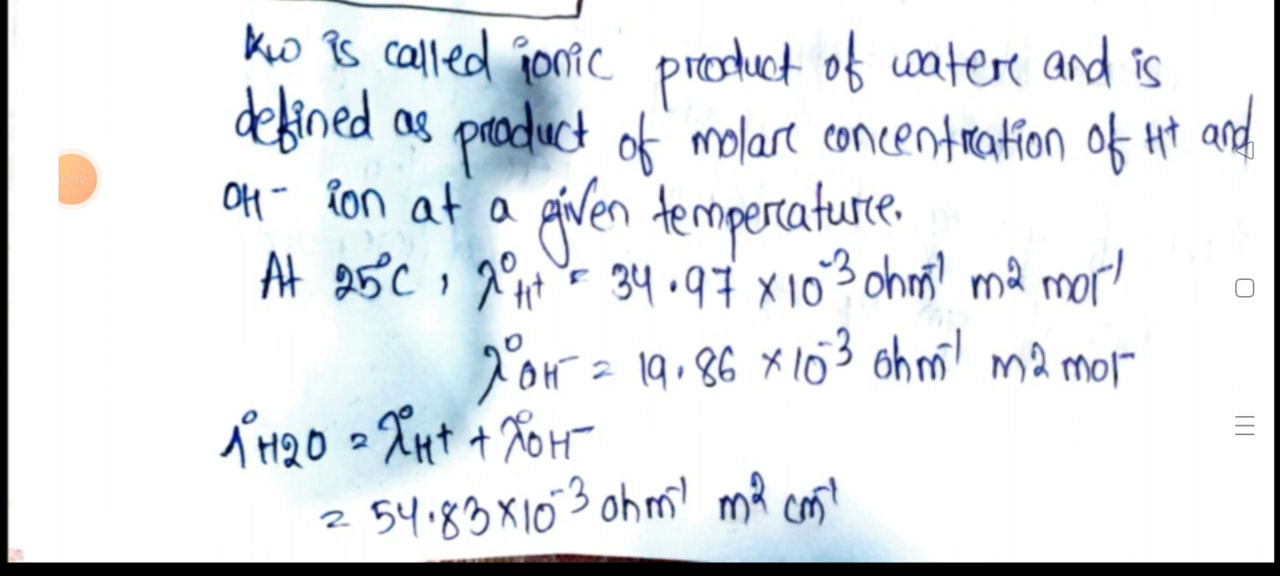 Kw is called ionic product of water and is
defined as product of molar concentration of H+ and
OH- ion at a given temperature.
At 25°C, λ°H+ = 34.97 ×10^-3 ohm^-1 m2 mol^-1
λ°OH- = 19.86 ×10^-3 ohm^-1 m2 mol-
Λ°H2O = λ°H+ + λ°OH-
= 54.83×10^-3 ohm^-1 m2 cm^-1
07:22